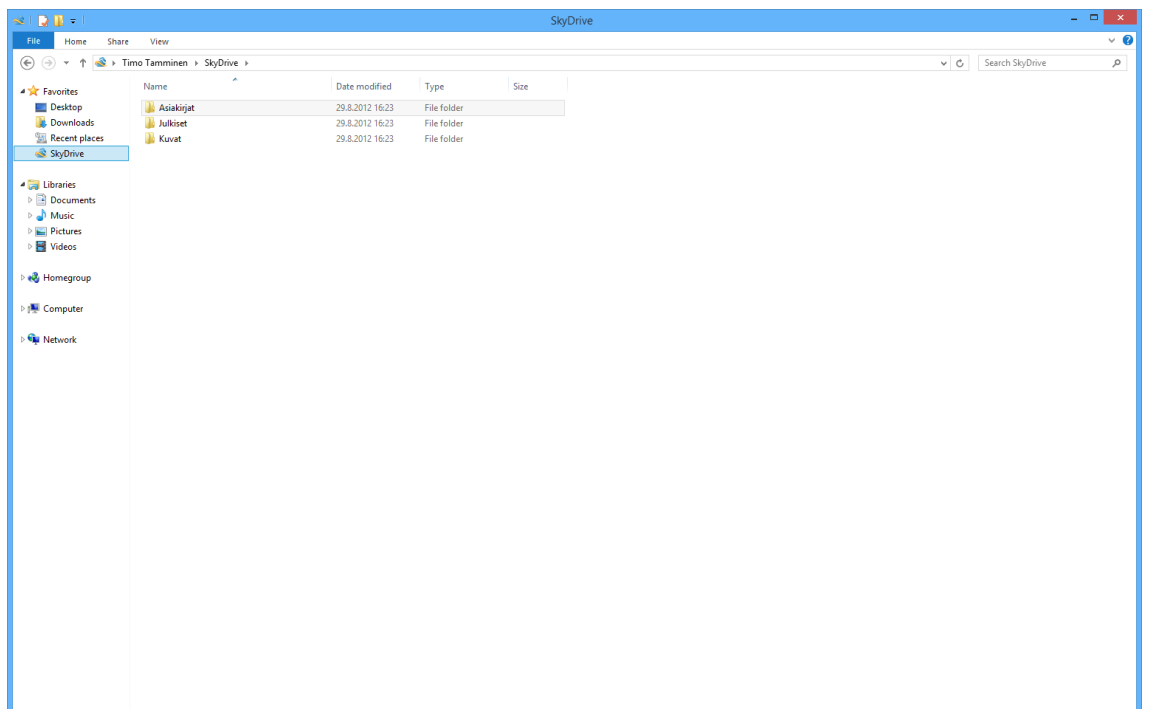 SkyDrive
File Home Share View
Timo Tamminen SkyDrive
Search SkyDrive
Favorites
Desktop
Downloads
Recent places
SkyDrive
Libraries
Documents
Music
Pictures
Videos
Homegroup
Computer
Network
Name Date modified Type Size
Asiakirjat 29.8.2012 16:23 File folder
Julkiset 29.8.2012 16:23 File folder
Kuvat 29.8.2012 16:23 File folder